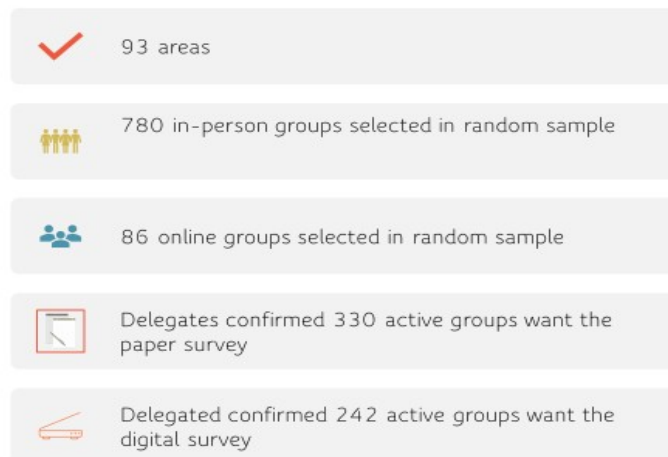 93 areas
780 in-person groups selected in random sample
86 online groups selected in random sample
Delegates confirmed 330 active groups want the
paper survey
Delegated confirmed 242 active groups want the
digital survey